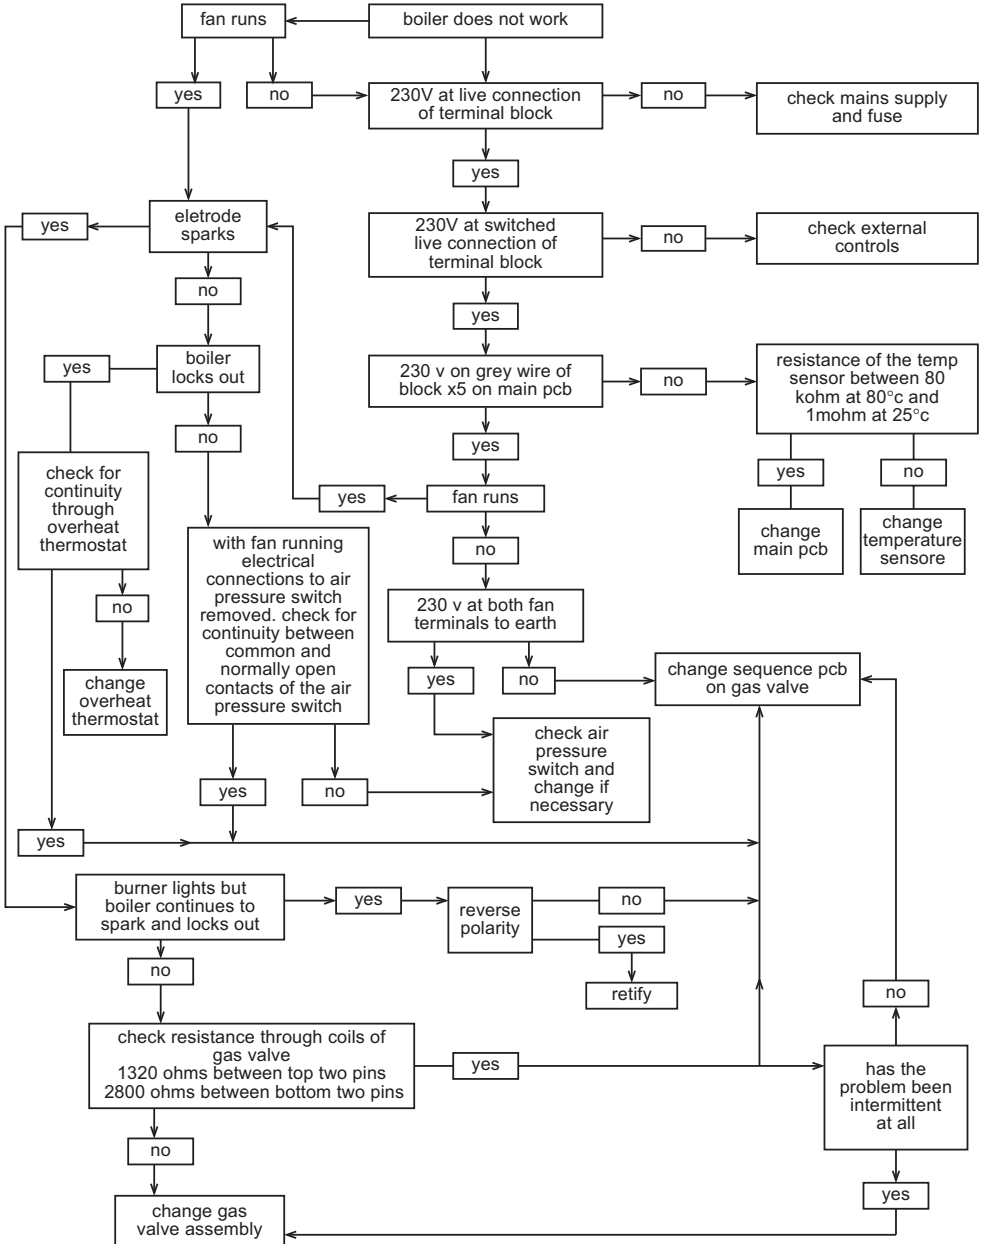 fan runs
boiler does not work
yes
no
230V at live connection
of terminal block
no
check mains supply
and fuse
yes
yes
eletrode
sparks
230V at switched
live connection of
terminal block
no
check external
controls
no
yes
yes
boiler
locks out
230 v on grey wire of
block x5 on main pcb
no
resistance of the temp
sensor between 80
kohm at 80°c and
1mohm at 25°c
no
yes
yes
no
check for
continuity
through
overheat
thermostat
yes
fan runs
change
main pcb
change
temperature
sensore
with fan running
electrical
connections to air
pressure switch
removed. check for
continuity between
common and
normally open
contacts of the air
pressure switch
no
no
230 v at both fan
terminals to earth
change
overheat
thermostat
yes
no
change sequence pcb
on gas valve
check air
pressure
switch and
change if
necessary
yes
no
yes
burner lights but
boiler continues to
spark and locks out
yes
reverse
polarity
no
yes
no
retify
no
check resistance through coils of
gas valve
1320 ohms between top two pins
2800 ohms between bottom two pins
yes
has the
problem been
intermittent
at all
no
yes
change gas
valve assembly